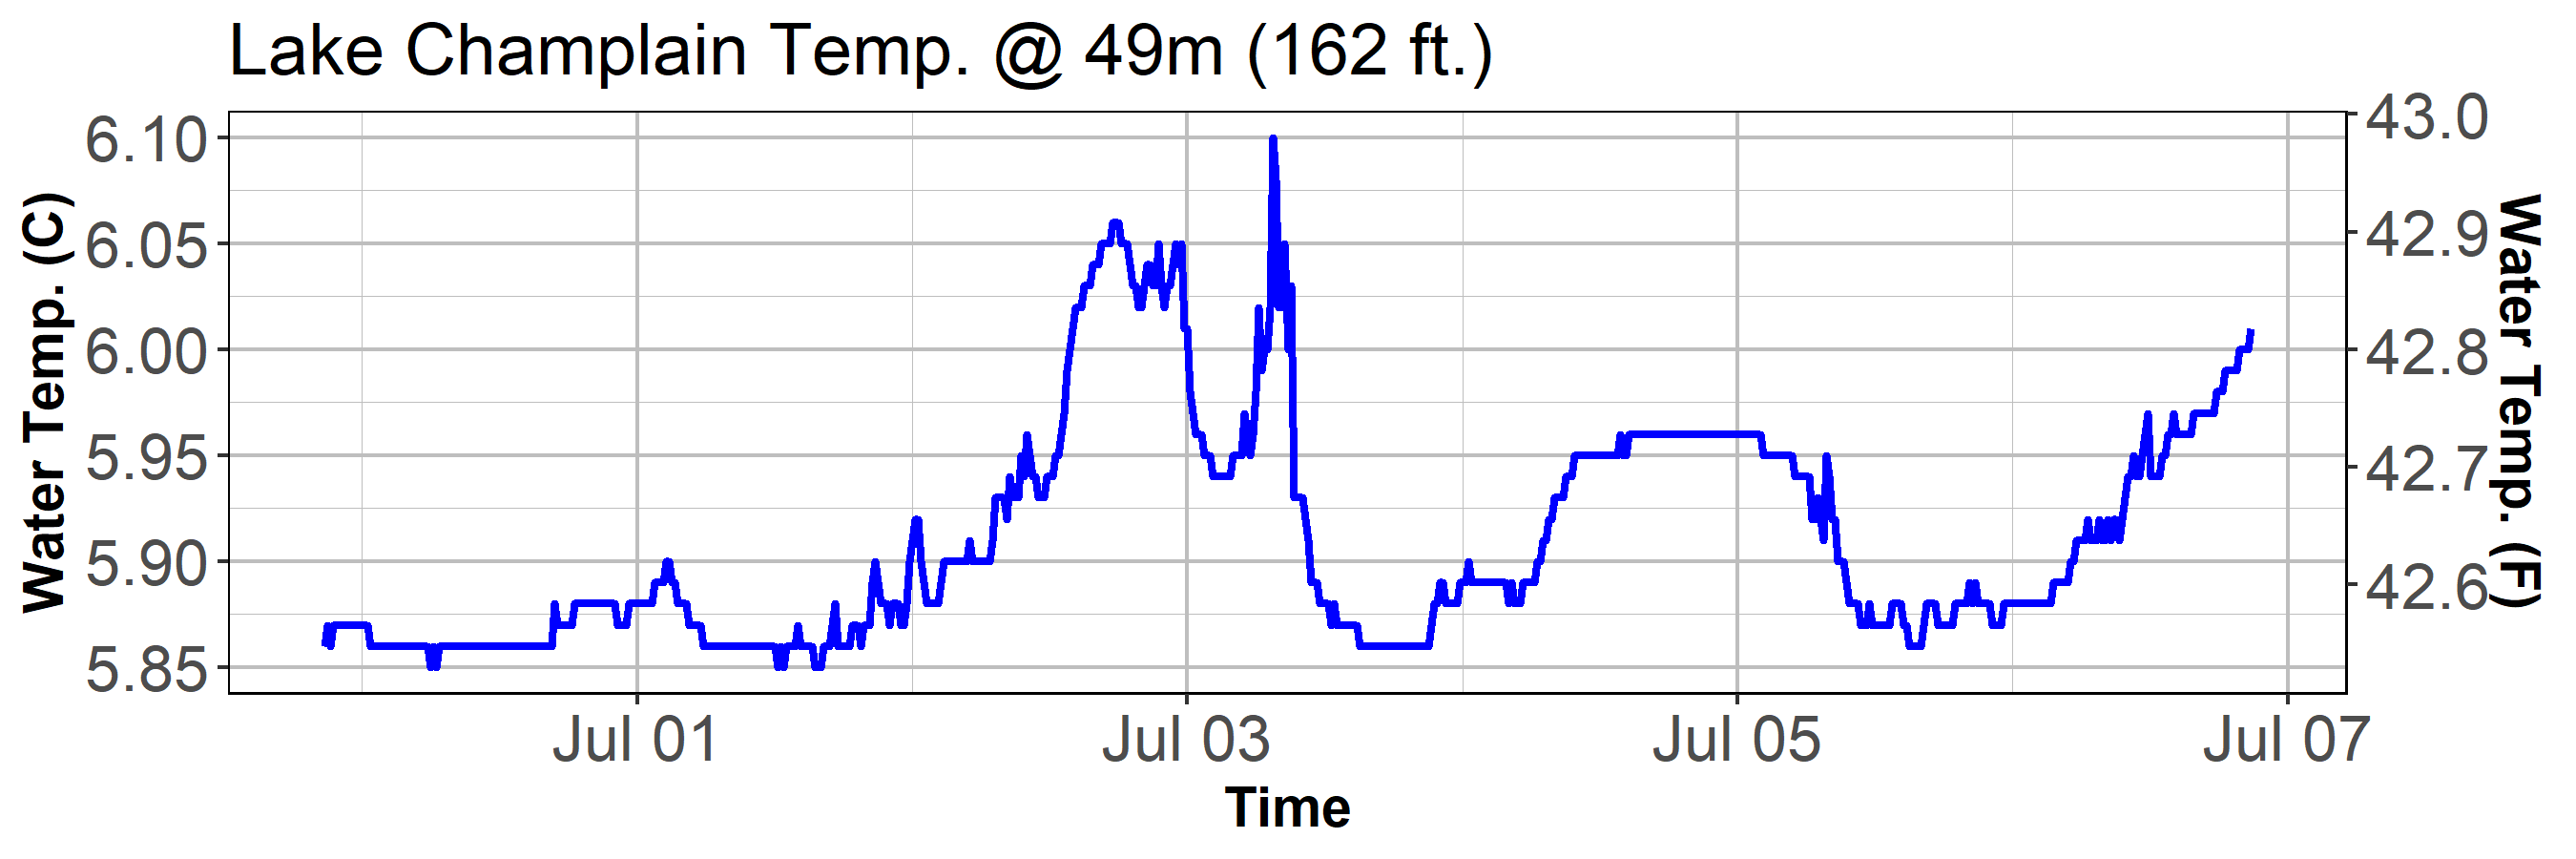 Lake Champlain Temp. @ 49m (162 ft.)
Water Temp. (C)
6.10
6.05
6.00
5.95
5.90
5.85
43.0
42.9
42.8
42.7
42.6
Water Temp. (F)
Jul 01 Jul 03 Jul 05 Jul 07
Time